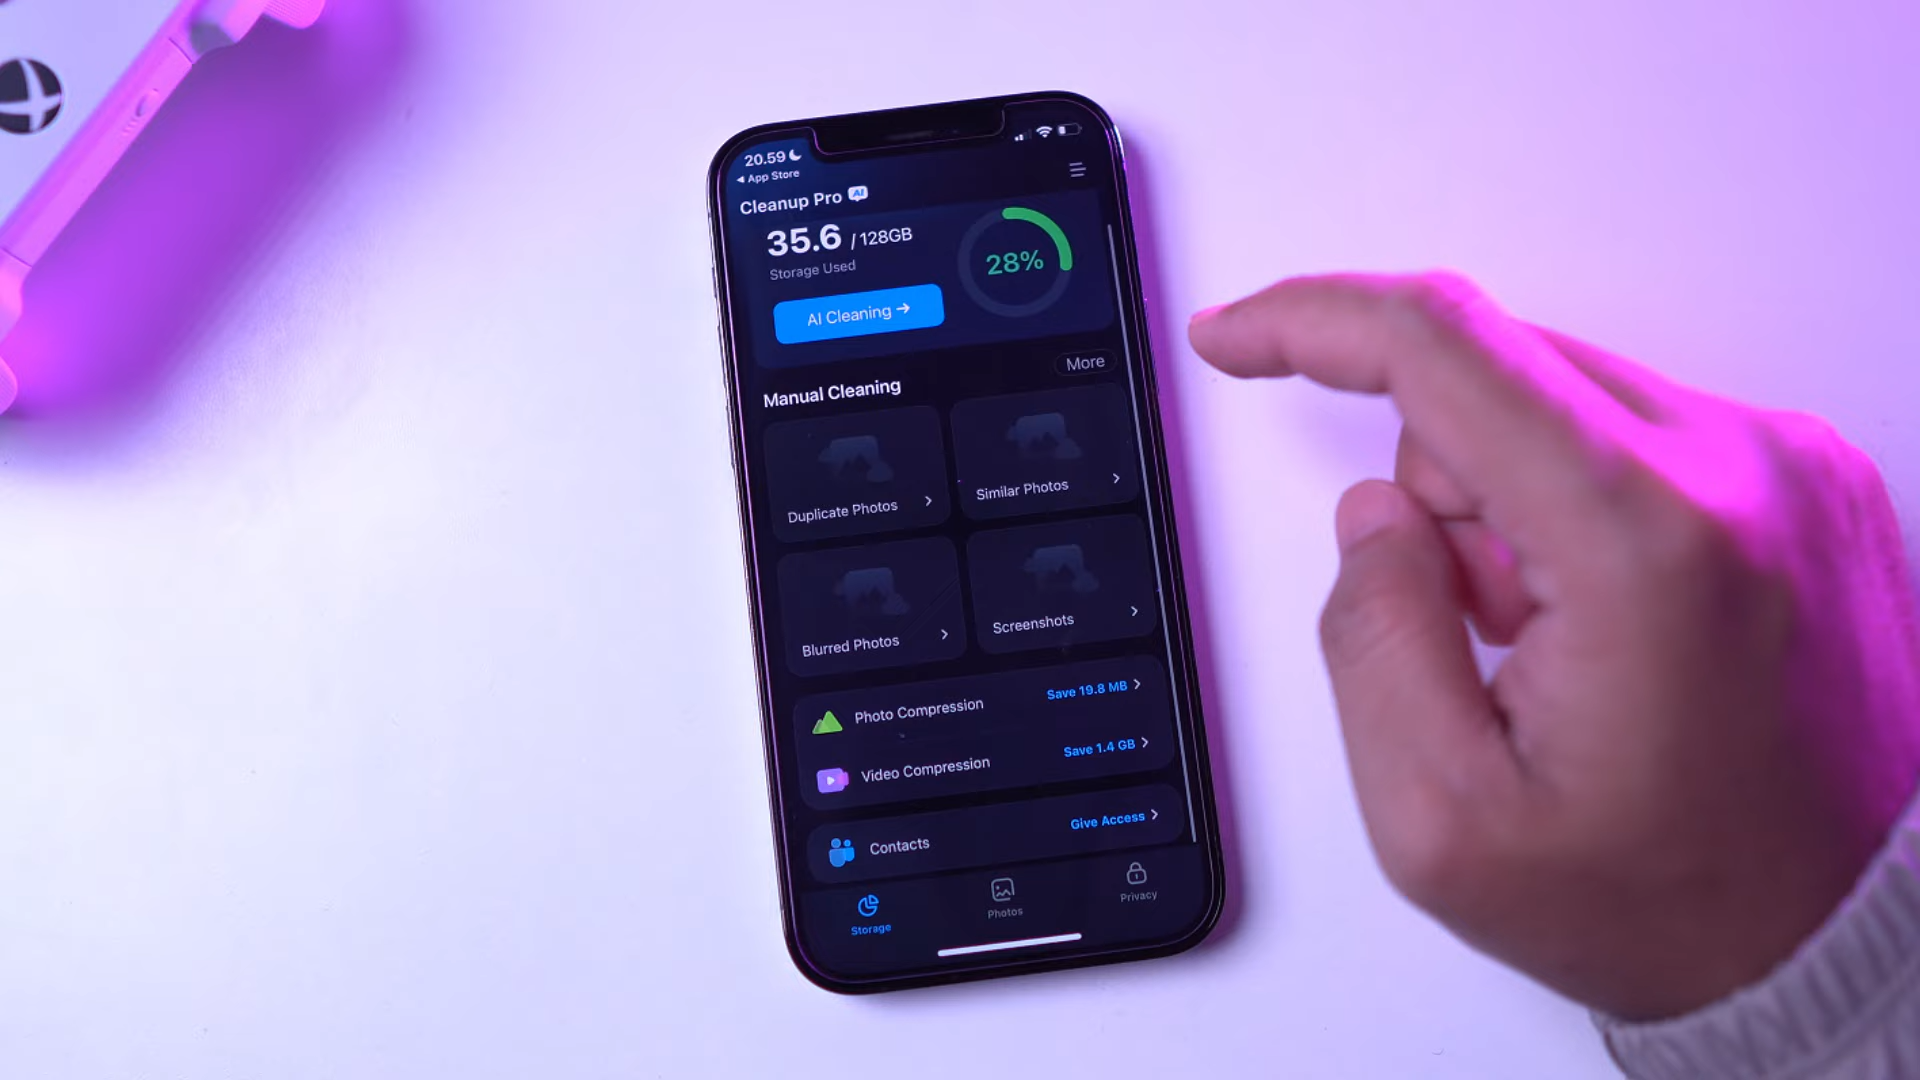 20.59
◀ App Store
Cleanup Pro AI
35.6 / 128GB
Storage Used
28%
AI Cleaning →
More
Manual Cleaning
Duplicate Photos >
Similar Photos >
Blurred Photos >
Screenshots >
Photo Compression Save 19.8 MB >
Video Compression Save 1.4 GB >
Contacts Give Access >
Storage
Photos
Privacy